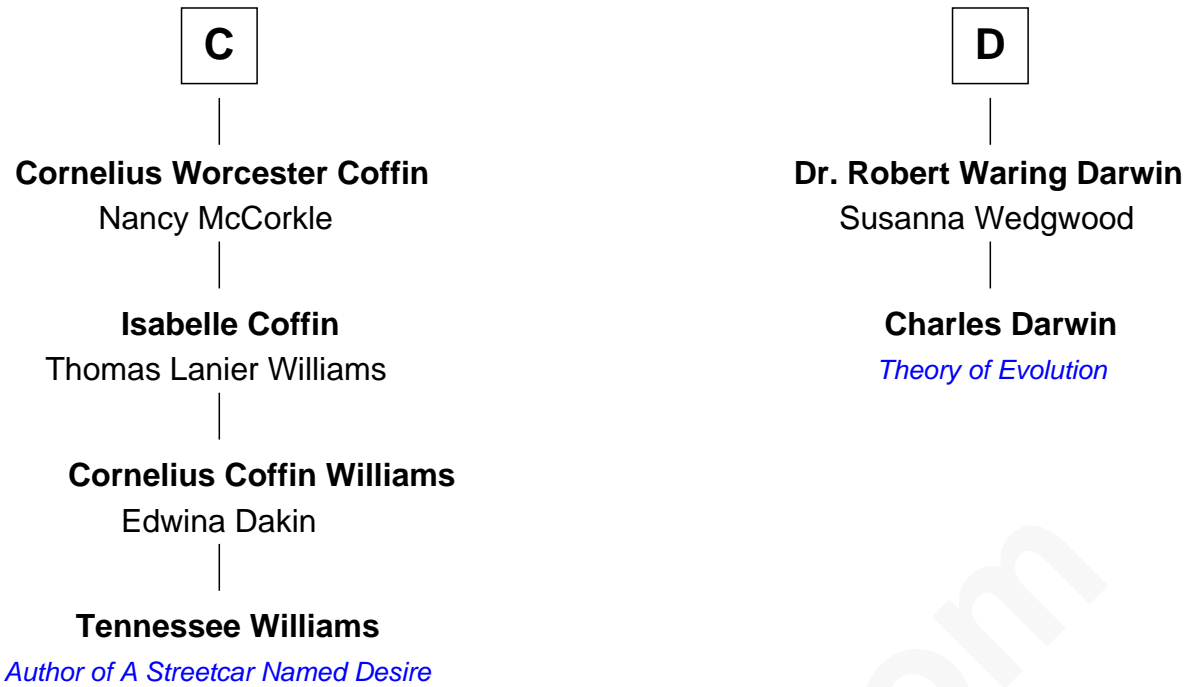 C
Cornelius Worcester Coffin
Nancy McCorkle
Isabelle Coffin
Thomas Lanier Williams
Cornelius Coffin Williams
Edwina Dakin
Tennessee Williams
Author of A Streetcar Named Desire
D
Dr. Robert Waring Darwin
Susanna Wedgwood
Charles Darwin
Theory of Evolution
om